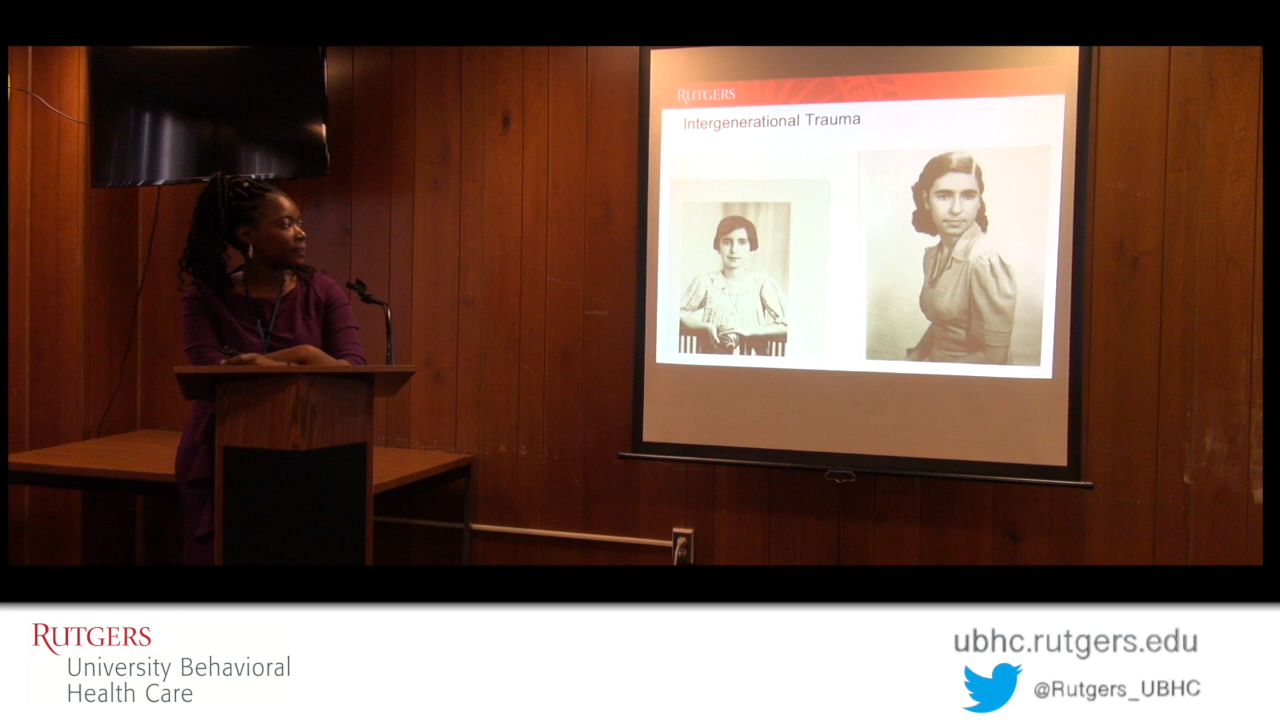 RUTGERS
Intergenerational Trauma
RUTGERS
University Behavioral
Health Care
ubhc.rutgers.edu
@Rutgers_UBHC